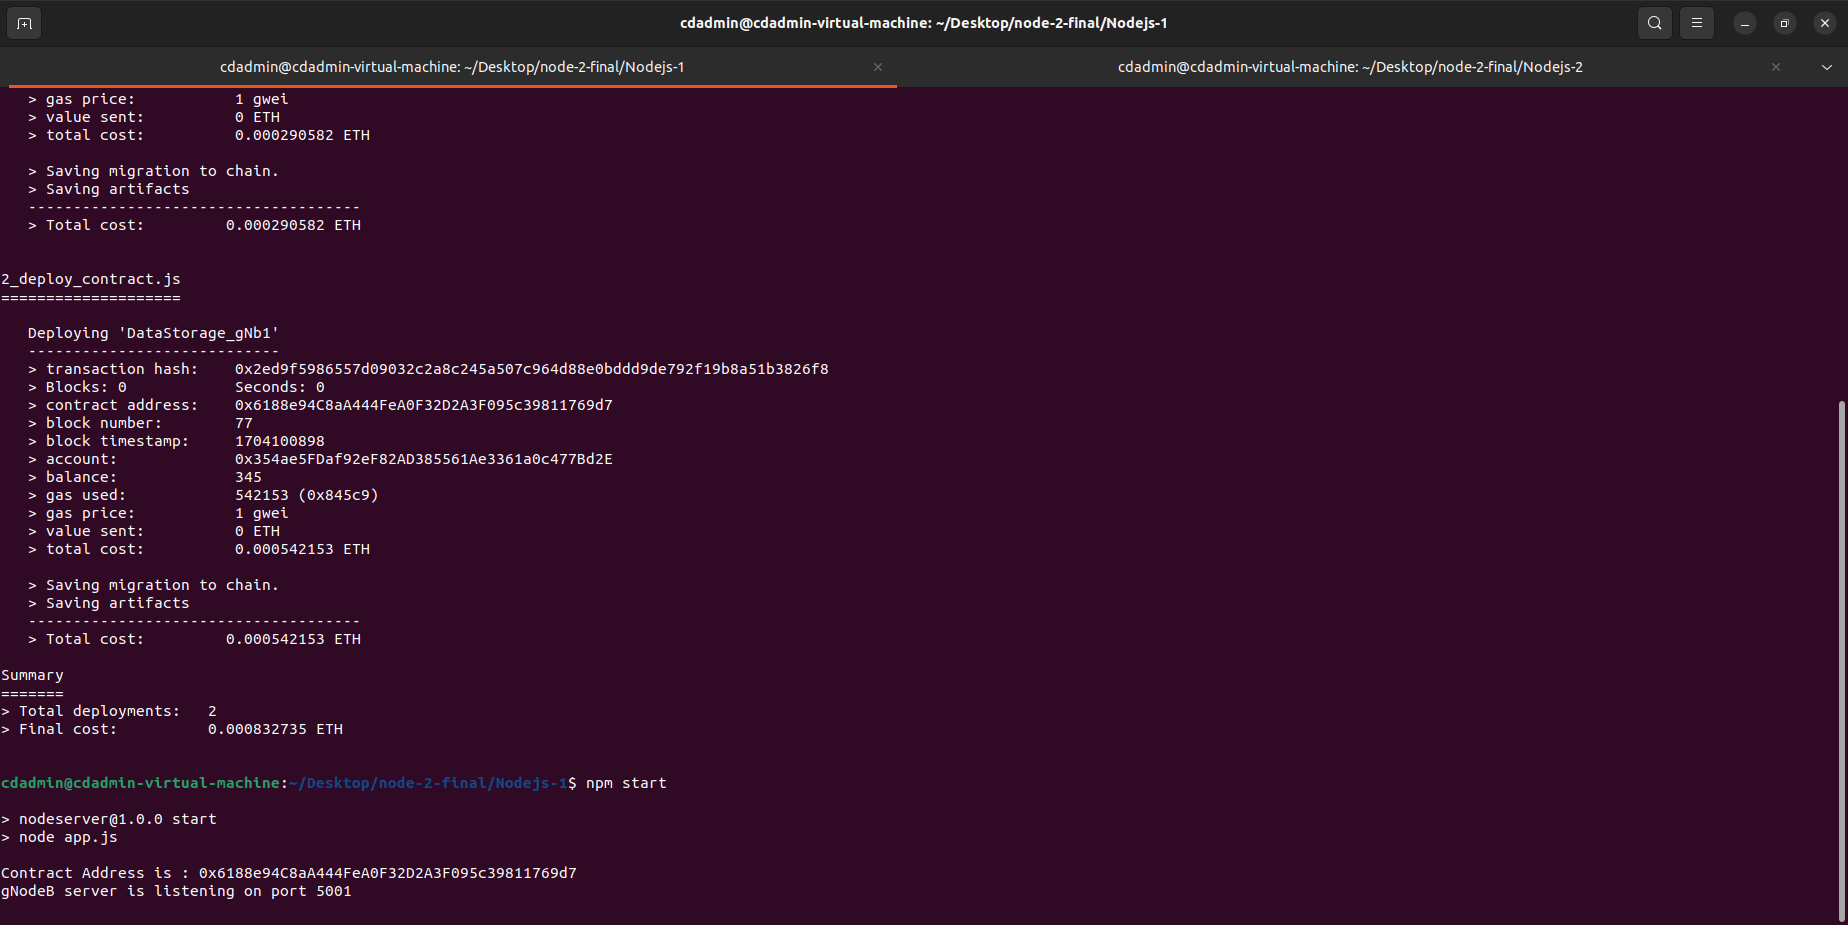 cdadmin@cdadmin-virtual-machine: ~/Desktop/node-2-final/Nodejs-1
cdadmin@cdadmin-virtual-machine: ~/Desktop/node-2-final/Nodejs-1
cdadmin@cdadmin-virtual-machine: ~/Desktop/node-2-final/Nodejs-2
> gas price: 1 gwei
> value sent: 0 ETH
> total cost: 0.000290582 ETH
> Saving migration to chain.
> Saving artifacts
-------------------------------------
> Total cost: 0.000290582 ETH
2_deploy_contract.js
====================
Deploying 'DataStorage_gNb1'
----------------------------
> transaction hash: 0x2ed9f5986557d09032c2a8c245a507c964d88e0bddd9de792f19b8a51b3826f8
> Blocks: 0 Seconds: 0
> contract address: 0x6188e94C8aA444FeA0F32D2A3F095c39811769d7
> block number: 77
> block timestamp: 1704100898
> account: 0x354ae5FDaf92eF82AD385561Ae3361a0c477Bd2E
> balance: 345
> gas used: 542153 (0x845c9)
> gas price: 1 gwei
> value sent: 0 ETH
> total cost: 0.000542153 ETH
> Saving migration to chain.
> Saving artifacts
-------------------------------------
> Total cost: 0.000542153 ETH
Summary
=======
> Total deployments: 2
> Final cost: 0.000832735 ETH
cdadmin@cdadmin-virtual-machine:~/Desktop/node-2-final/Nodejs-1$ npm start
> nodeserver@1.0.0 start
> node app.js
Contract Address is : 0x6188e94C8aA444FeA0F32D2A3F095c39811769d7
gNodeB server is listening on port 5001